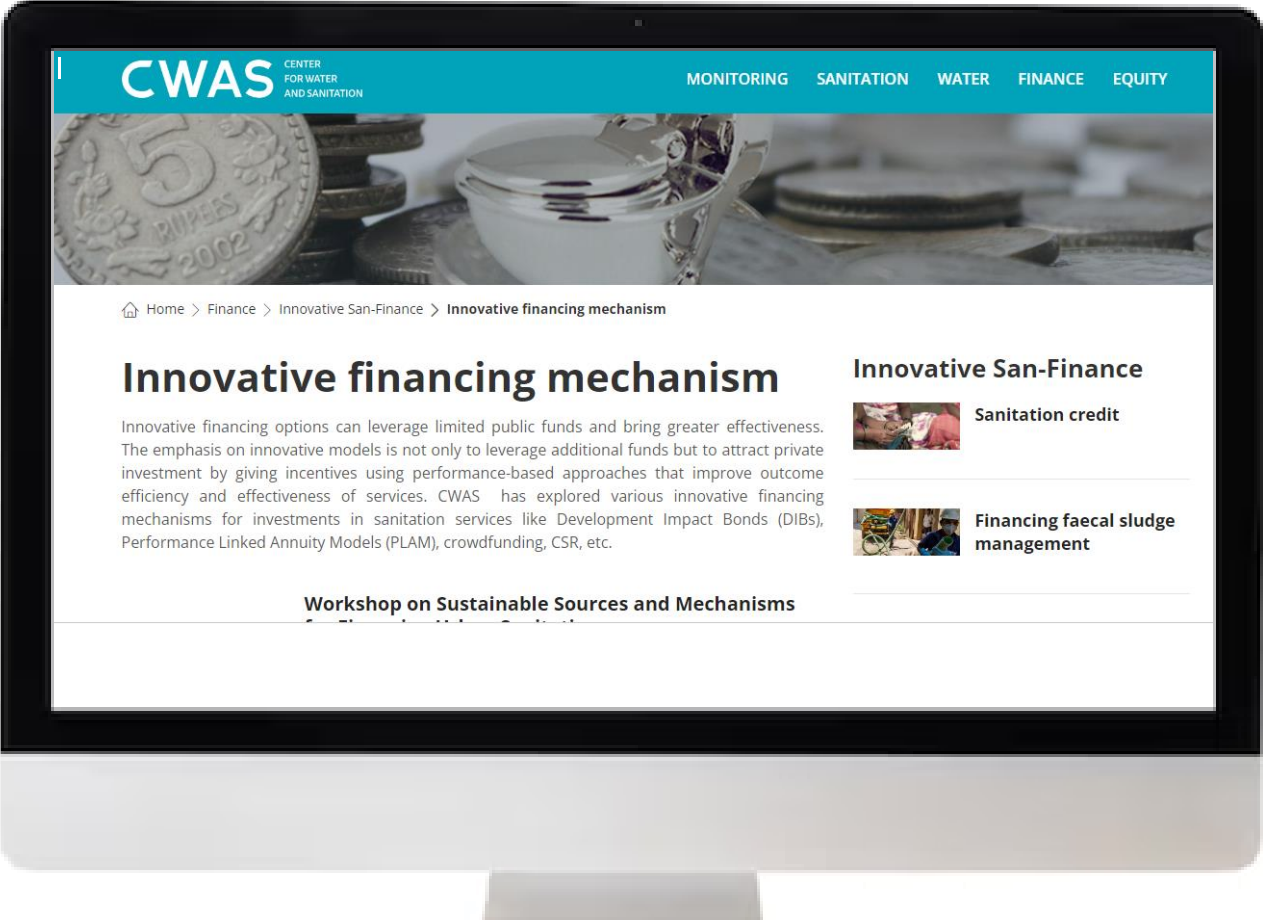 CWAS
CENTER
FOR WATER
AND SANITATION
MONITORING SANITATION WATER FINANCE EQUITY
5
RUPEES
2002
Home > Finance > Innovative San-Finance > Innovative financing mechanism
Innovative financing mechanism
Innovative financing options can leverage limited public funds and bring greater effectiveness.
The emphasis on innovative models is not only to leverage additional funds but to attract private
investment by giving incentives using performance-based approaches that improve outcome
efficiency and effectiveness of services. CWAS has explored various innovative financing
mechanisms for investments in sanitation services like Development Impact Bonds (DIBs),
Performance Linked Annuity Models (PLAM), crowdfunding, CSR, etc.
Workshop on Sustainable Sources and Mechanisms
Innovative San-Finance
Sanitation credit
Financing faecal sludge
management